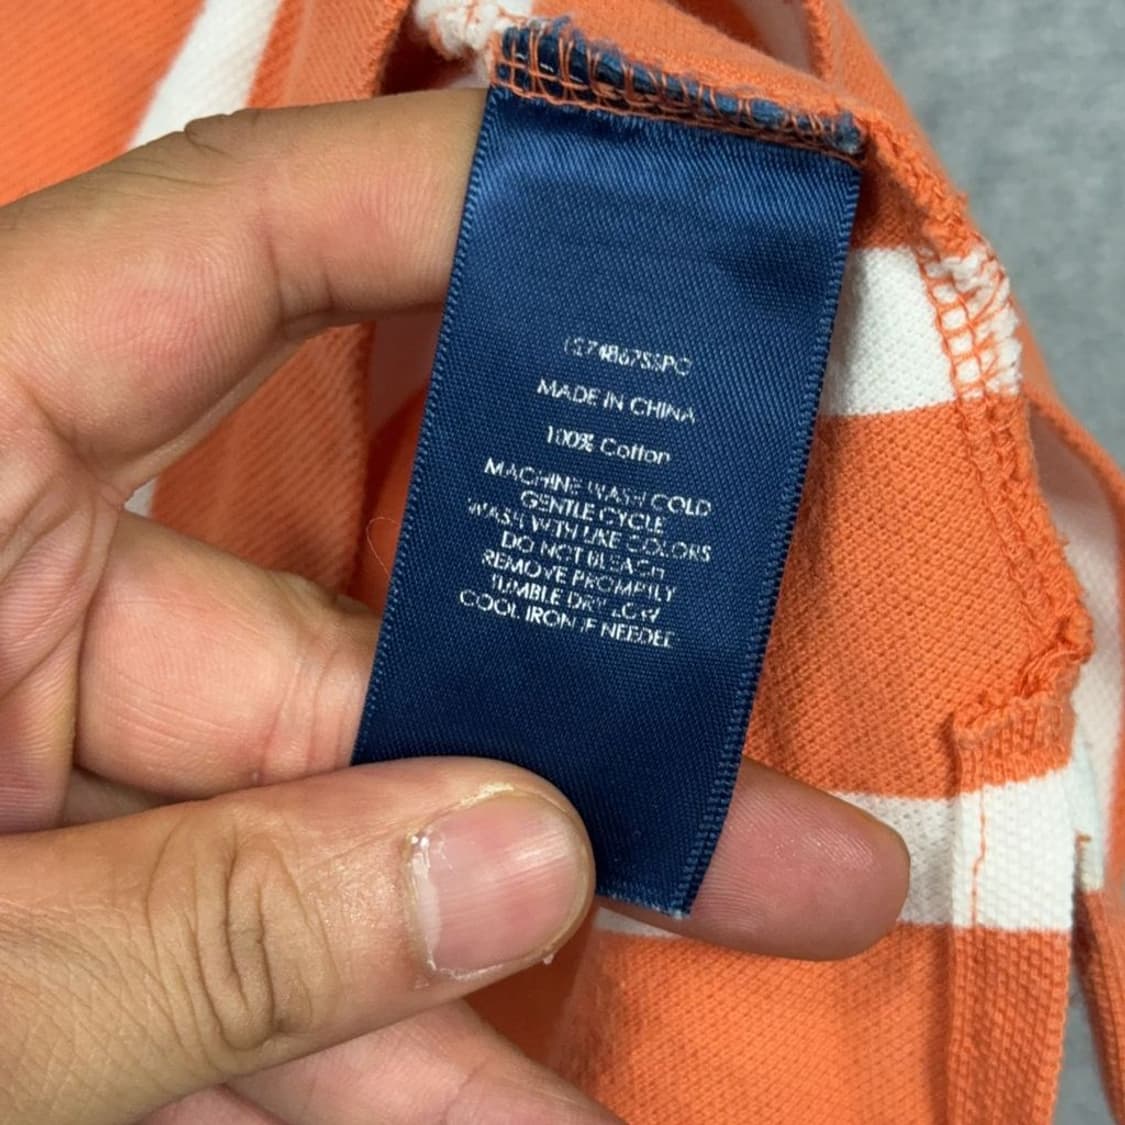 MADE IN CHINA
100% Cotton
MACHINE WASH COLD
GENTLE CYCLE
WASH WITH LIKE COLORS
DO NOT BLEACH
REMOVE PROMPTLY
TUMBLE DRY LOW
COOL IRON IF NEEDED